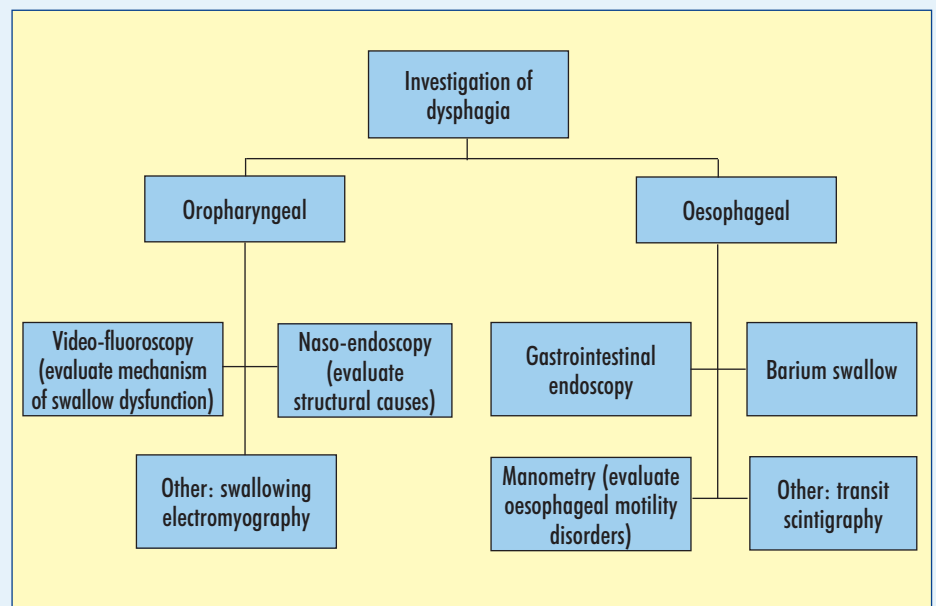 Investigation of
dysphagia
Oropharyngeal
Oesophageal
Video-fluoroscopy
(evaluate mechanism
of swallow dysfunction)
Naso-endoscopy
(evaluate
structural causes)
Gastrointestinal
endoscopy
Barium swallow
Other: swallowing
electromyography
Manometry (evaluate
oesophageal motility
disorders)
Other: transit
scintigraphy